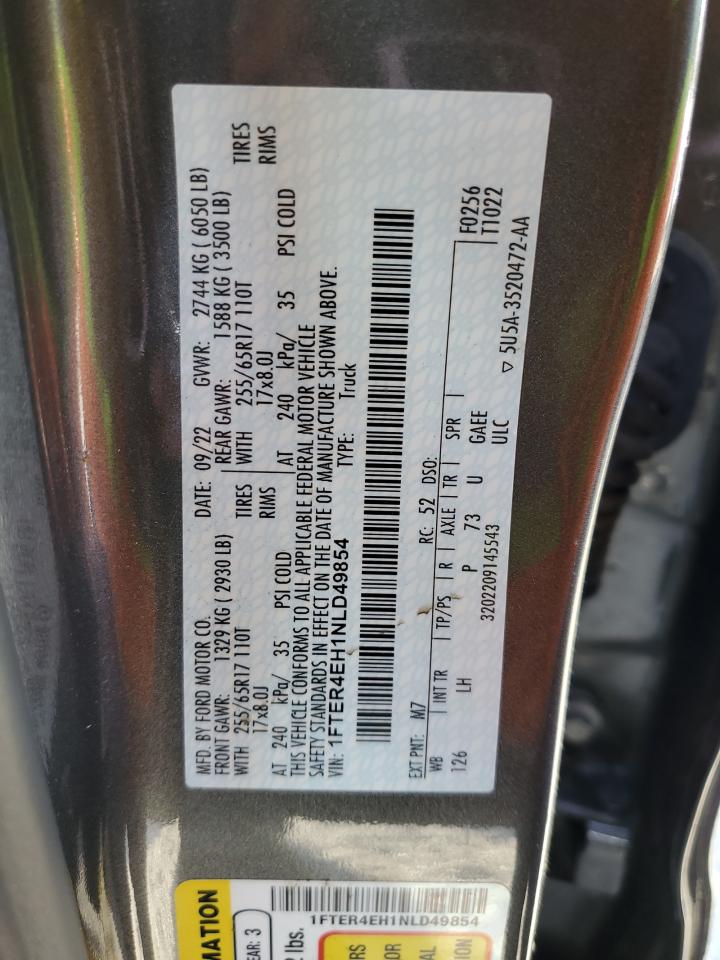 MFD. BY FORD MOTOR CO. DATE: 09/22 GVWR: 2744 KG ( 6050 LB)
FRONT GAWR: 1329 KG ( 2930 LB) REAR GAWR: 1588 KG ( 3500 LB)
WITH 255/65R17 110T TIRES WITH 255/65R17 110T TIRES
17x8.0J RIMS 17x8.0J RIMS
AT 240 kPa/ 35 PSI COLD AT 240 kPa/ 35 PSI COLD
THIS VEHICLE CONFORMS TO ALL APPLICABLE FEDERAL MOTOR VEHICLE
SAFETY STANDARDS IN EFFECT ON THE DATE OF MANUFACTURE SHOWN ABOVE.
VIN: 1FTER4EH1NLD49854 TYPE: Truck
EXT PNT: M7 RC: 52 DSO: F0256
WB INT TR TP/PS R AXLE TR SPR T1022
126 LH P 73 U GAEE
3202209145543 ULC ▽ 5U5A-3520472-AA
MATION
EAR: 3
lbs.
1FTER4EH1NLD49854